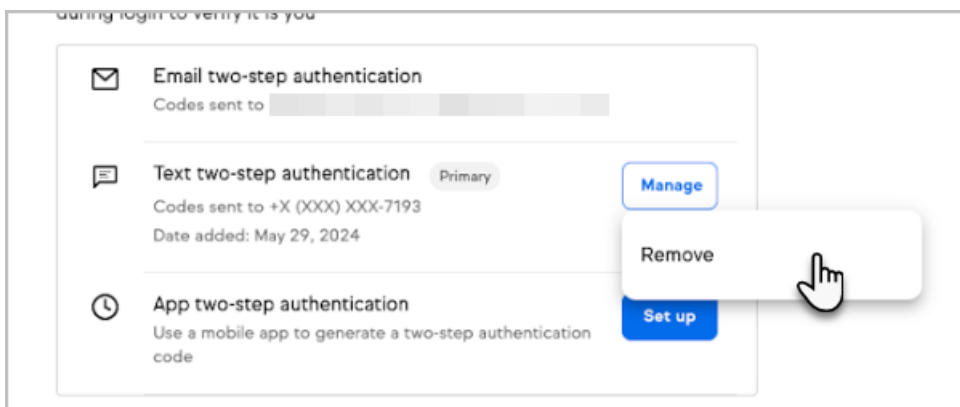 during login to verify it is you
Email two-step authentication
Codes sent to
Text two-step authentication Primary
Manage
Codes sent to +X (XXX) XXX-7193
Date added: May 29, 2024
Remove
App two-step authentication
Set up
Use a mobile app to generate a two-step authentication
code